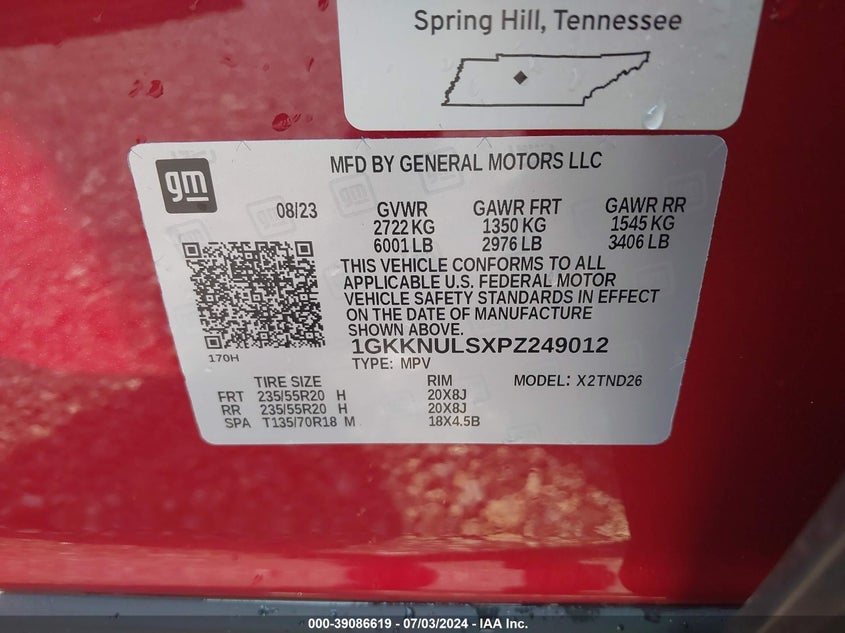 Spring Hill, Tennessee
gm
MFD BY GENERAL MOTORS LLC
08/23 GVWR GAWR FRT GAWR RR
2722 KG 1350 KG 1545 KG
6001 LB 2976 LB 3406 LB
THIS VEHICLE CONFORMS TO ALL
APPLICABLE U.S. FEDERAL MOTOR
VEHICLE SAFETY STANDARDS IN EFFECT
ON THE DATE OF MANUFACTURE
SHOWN ABOVE.
170H
1GKKNULSXPZ249012
TYPE: MPV MODEL: X2TND26
TIRE SIZE RIM
FRT 235/55R20 H 20X8J
RR 235/55R20 H 20X8J
SPA T135/70R18 M 18X4.5B
000-39086619 - 07/03/2024 - IAA Inc.